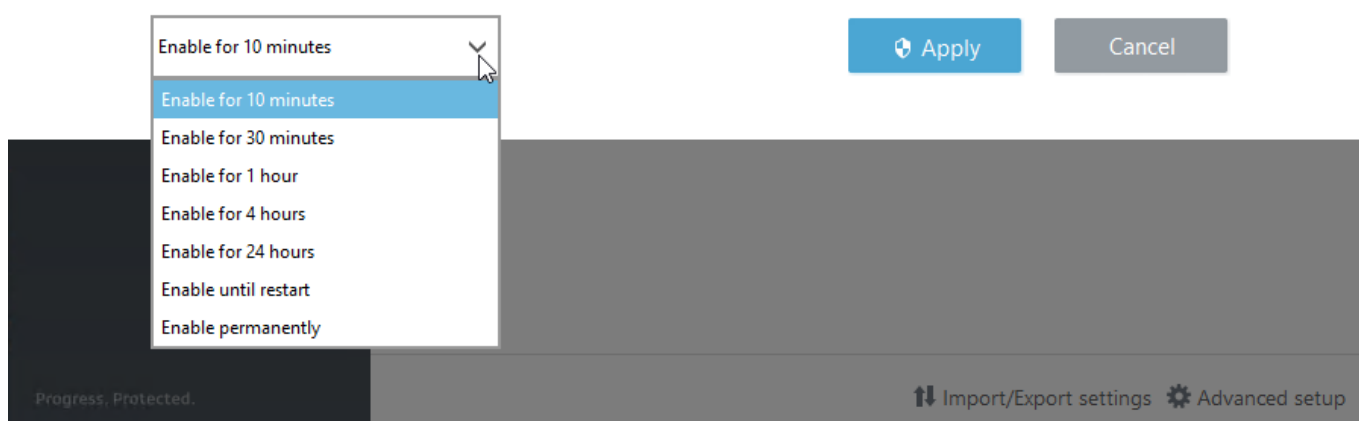 Enable for 10 minutes
Apply
Cancel
Enable for 10 minutes
Enable for 30 minutes
Enable for 1 hour
Enable for 4 hours
Enable for 24 hours
Enable until restart
Enable permanently
Progress. Protected.
Import/Export settings
Advanced setup